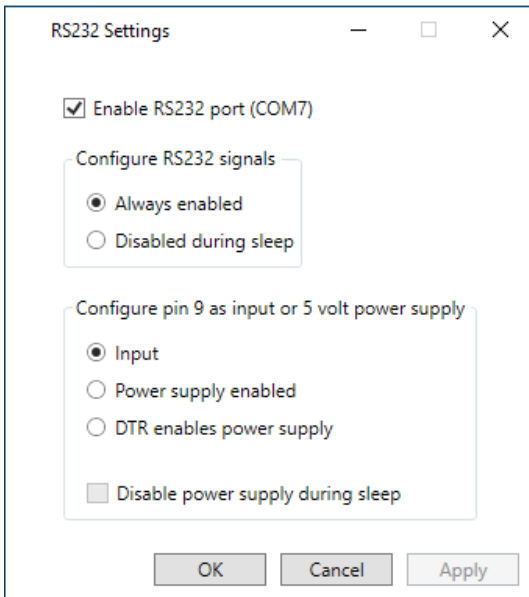 RS232 Settings
Enable RS232 port (COM7)
Configure RS232 signals
Always enabled
Disabled during sleep
Configure pin 9 as input or 5 volt power supply
Input
Power supply enabled
DTR enables power supply
Disable power supply during sleep
OK Cancel Apply